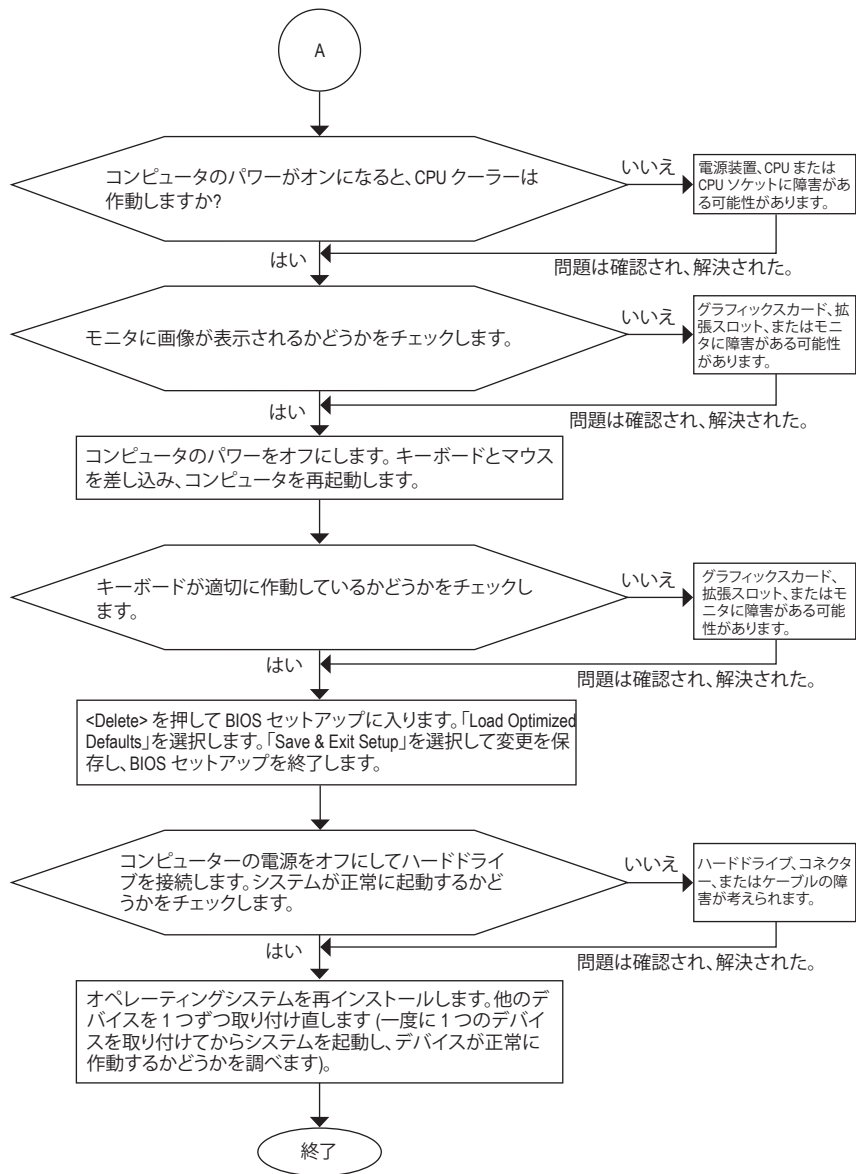 A
コンピュータのパワーがオンになると、CPU クーラーは
作動しますか?
いいえ
電源装置、CPU または
CPU ソケットに障害があ
る可能性があります。
はい
問題は確認され、解決された。
モニタに画像が表示されるかどうかをチェックします。
いいえ
グラフィックスカード、拡
張スロット、またはモニ
タに障害がある可能性
があります。
はい
問題は確認され、解決された。
コンピュータのパワーをオフにします。キーボードとマウス
を差し込み、コンピュータを再起動します。
キーボードが適切に作動しているかどうかをチェックし
ます。
いいえ
グラフィックスカード、
拡張スロット、またはモ
ニタに障害がある可能
性があります。
はい
問題は確認され、解決された。
<Delete> を押して BIOS セットアップに入ります。「Load Optimized
Defaults」を選択します。「Save & Exit Setup」を選択して変更を保
存し、BIOS セットアップを終了します。
コンピューターの電源をオフにしてハードドライ
ブを接続します。システムが正常に起動するかど
うかをチェックします。
いいえ
ハードドライブ、コネクタ
ー、またはケーブルの障
害が考えられます。
はい
問題は確認され、解決された。
オペレーティングシステムを再インストールします。他のデ
バイスを 1 つずつ取り付け直します (一度に 1 つのデバイ
スを取り付けてからシステムを起動し、デバイスが正常に
作動するかどうかを調べます)。
終了